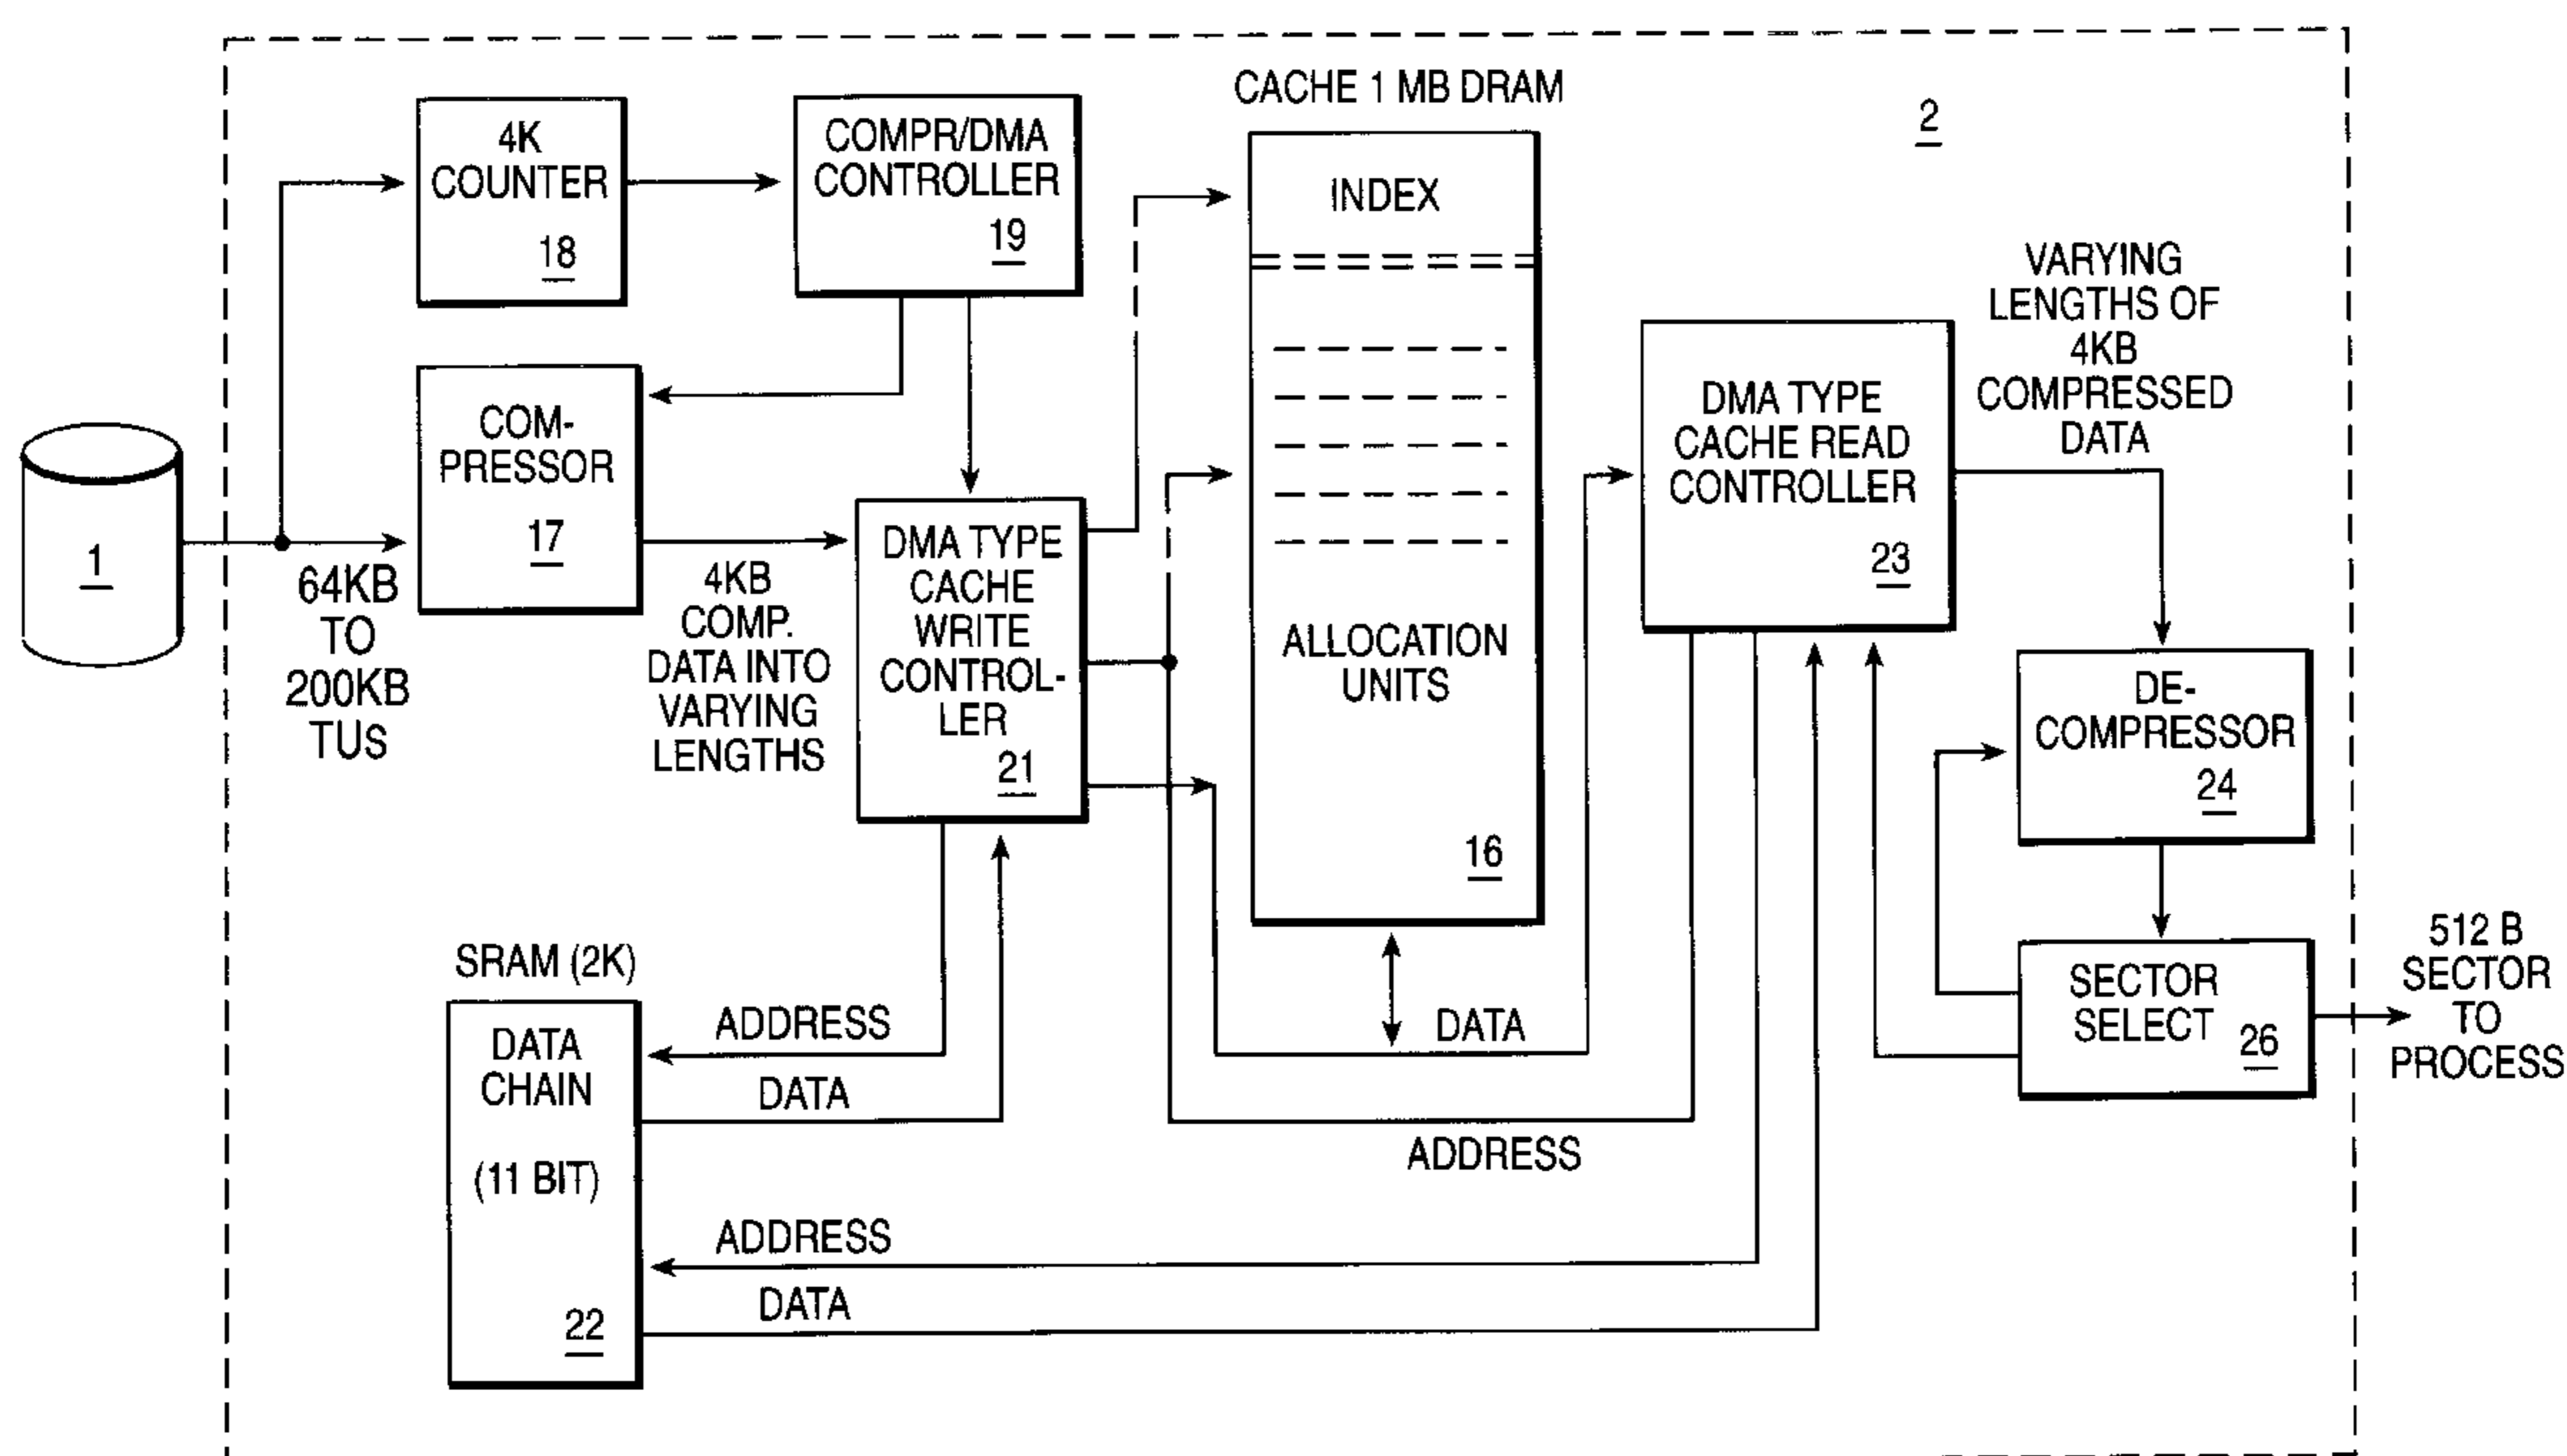 CACHE 1 MB DRAM
2
4K
COUNTER
18
COMPR/DMA
CONTROLLER
19
INDEX
VARYING
LENGTHS OF
4KB
COMPRESSED
DATA
COM-
PRESSOR
17
1
64KB
TO
200KB
TUs
4KB
COMP.
DATA INTO
VARYING
LENGTHS
DMA TYPE
CACHE
WRITE
CONTROL-
LER
21
ALLOCATION
UNITS
16
DMA TYPE
CACHE READ
CONTROLLER
23
DE-
COMPRESSOR
24
SRAM (2K)
DATA
CHAIN
(11 BIT)
22
ADDRESS
DATA
DATA
ADDRESS
ADDRESS
DATA
SECTOR
SELECT
26
512 B
SECTOR
TO
PROCESS